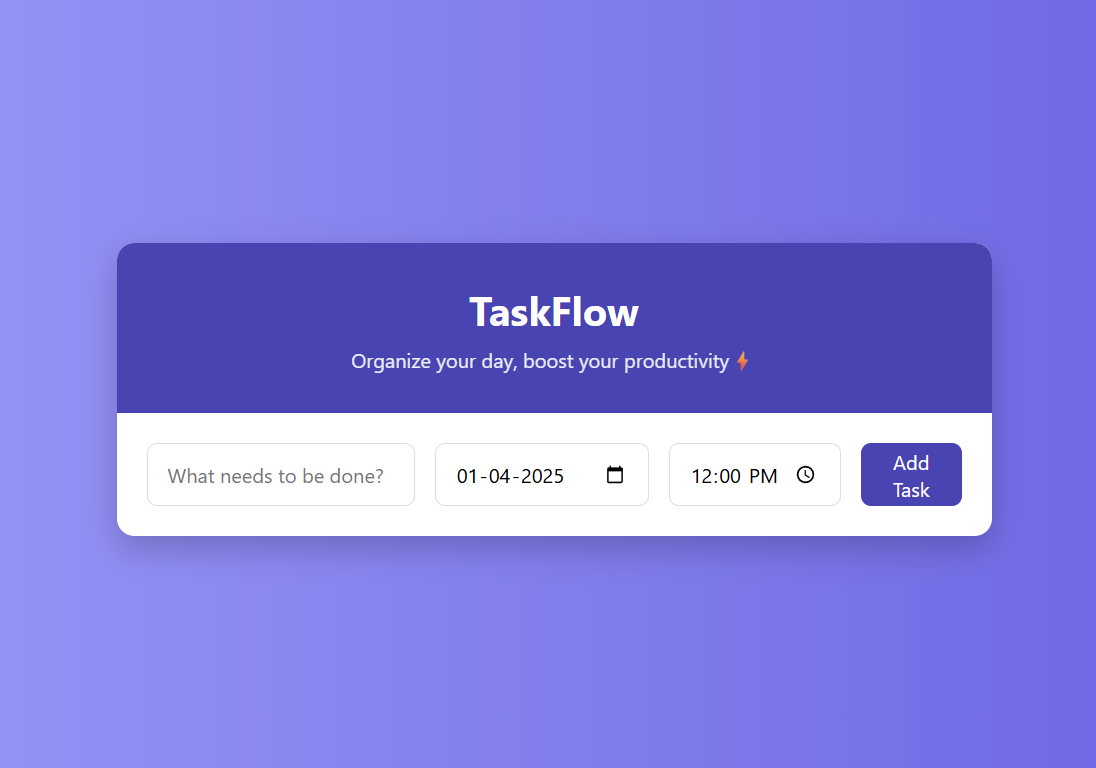 TaskFlow
Organize your day, boost your productivity ⚡
What needs to be done?
01-04-2025
12:00 PM
Add
Task